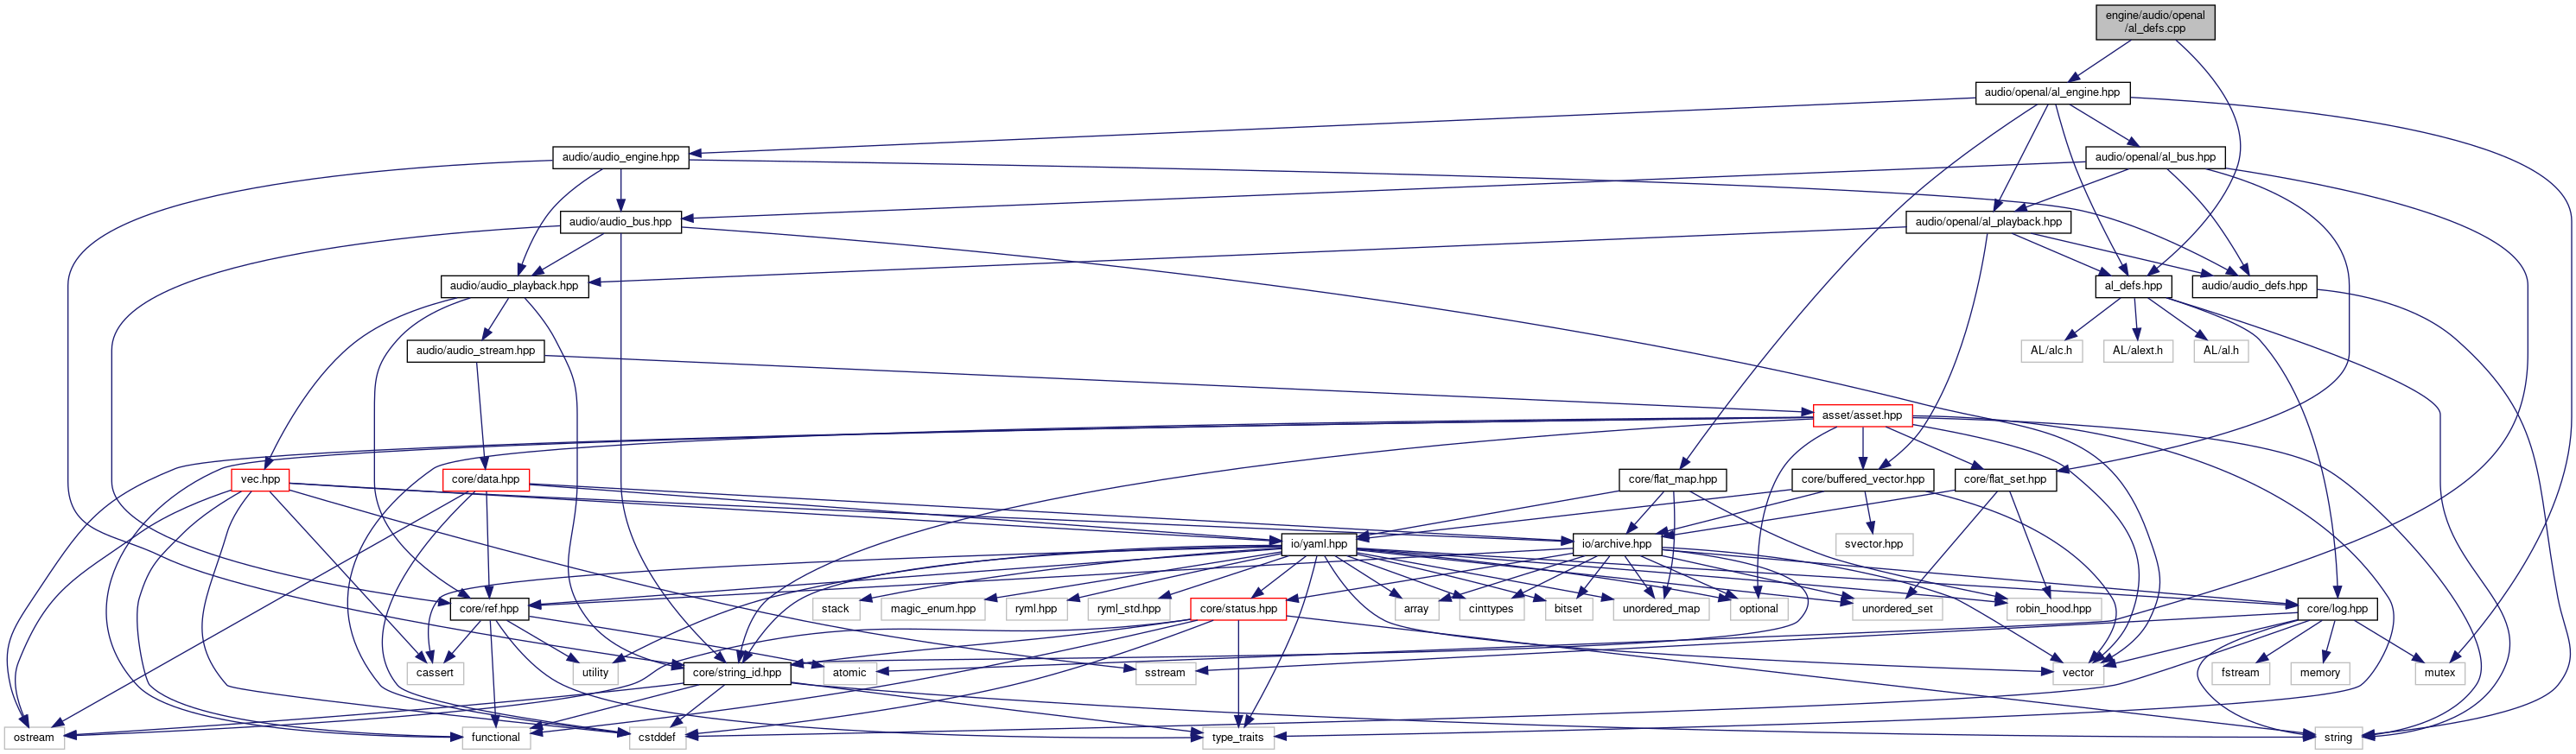 engine/audio/openal
/al_defs.cpp
audio/openal/al_engine.hpp
audio/audio_engine.hpp
audio/openal/al_bus.hpp
audio/audio_bus.hpp
audio/openal/al_playback.hpp
audio/audio_playback.hpp
al_defs.hpp
audio/audio_defs.hpp
audio/audio_stream.hpp
AL/alc.h
AL/alext.h
AL/al.h
asset/asset.hpp
vec.hpp
core/data.hpp
core/flat_map.hpp
core/buffered_vector.hpp
core/flat_set.hpp
io/yaml.hpp
io/archive.hpp
svector.hpp
core/ref.hpp
stack
magic_enum.hpp
ryml.hpp
ryml_std.hpp
core/status.hpp
array
cinttypes
bitset
unordered_map
optional
unordered_set
robin_hood.hpp
core/log.hpp
cassert
utility
core/string_id.hpp
atomic
sstream
vector
fstream
memory
mutex
ostream
functional
cstddef
type_traits
string